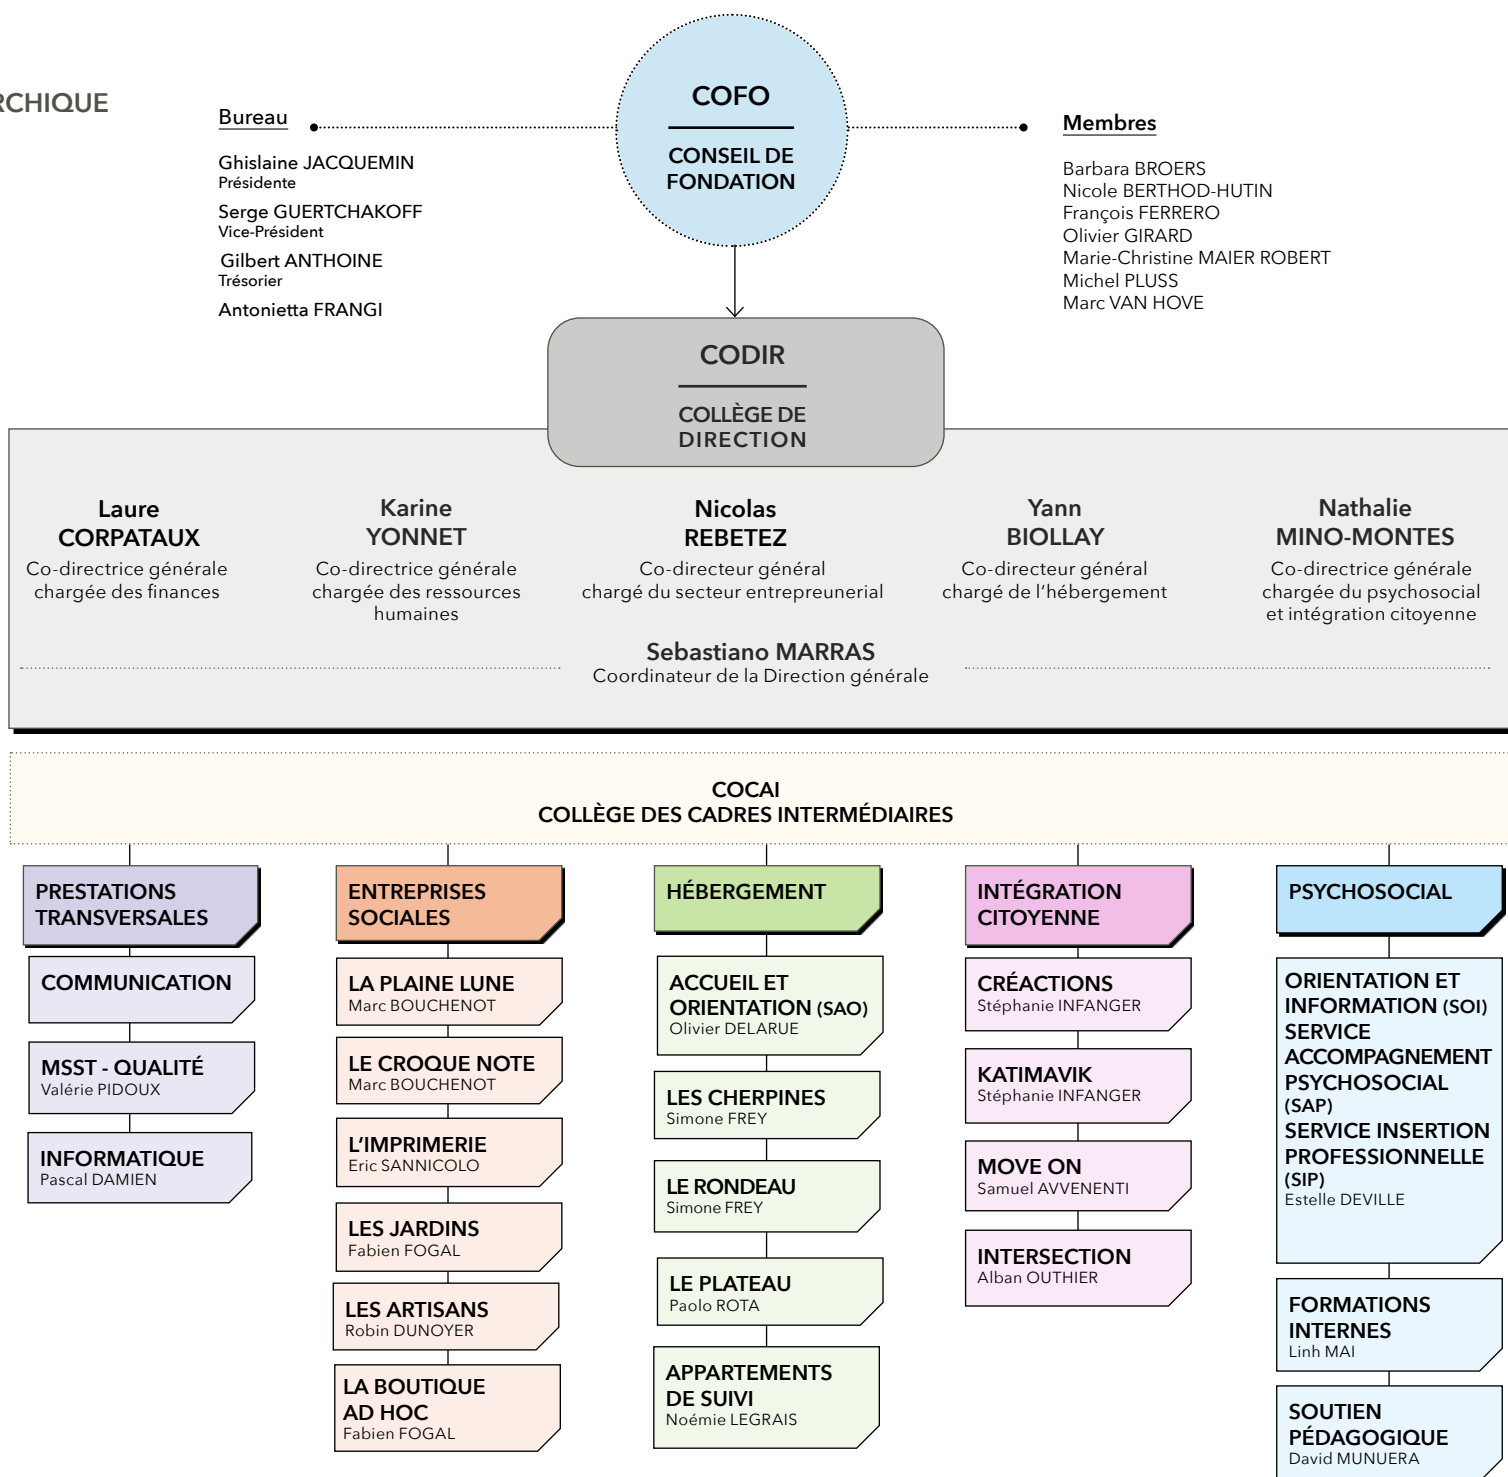 RCHIQUE
COFO
CONSEIL DE
FONDATION
Bureau
Ghislaine JACQUEMIN
Présidente
Serge GUERTCHAKOFF
Vice-Président
Gilbert ANTHOINE
Trésorier
Antonietta FRANGI
Membres
Barbara BROERS
Nicole BERTHOD-HUTIN
François FERRERO
Olivier GIRARD
Marie-Christine MAIER ROBERT
Michel PLUSS
Marc VAN HOVE
CODIR
COLLÈGE DE
DIRECTION
Laure
CORPATAUX
Co-directrice générale
chargée des finances
Karine
YONNET
Co-directrice générale
chargée des ressources
humaines
Nicolas
REBETEZ
Co-directeur général
chargé du secteur entrepreunerial
Yann
BIOLLAY
Co-directeur général
chargé de l'hébergement
Nathalie
MINO-MONTES
Co-directrice générale
chargée du psychosocial
et intégration citoyenne
Sebastiano MARRAS
Coordinateur de la Direction générale
COCAI
COLLÈGE DES CADRES INTERMÉDIAIRES
PRESTATIONS
TRANSVERSALES
COMMUNICATION
MSST - QUALITÉ
Valérie PIDOUX
INFORMATIQUE
Pascal DAMIEN
ENTREPRISES
SOCIALES
LA PLAINE LUNE
Marc BOUCHENOT
LE CROQUE NOTE
Marc BOUCHENOT
L'IMPRIMERIE
Eric SANNICOLO
LES JARDINS
Fabien FOGAL
LES ARTISANS
Robin DUNOYER
LA BOUTIQUE
AD HOC
Fabien FOGAL
HÉBERGEMENT
ACCUEIL ET
ORIENTATION (SAO)
Olivier DELARUE
LES CHERPINES
Simone FREY
LE RONDEAU
Simone FREY
LE PLATEAU
Paolo ROTA
APPARTEMENTS
DE SUIVI
Noémie LEGRAIS
INTÉGRATION
CITOYENNE
CRÉACTIONS
Stéphanie INFANGER
KATIMAVIK
Stéphanie INFANGER
MOVE ON
Samuel AVVENENTI
INTERSECTION
Alban OUTHIER
PSYCHOSOCIAL
ORIENTATION ET
INFORMATION (SOI)
SERVICE
ACCOMPAGNEMENT
PSYCHOSOCIAL
(SAP)
SERVICE INSERTION
PROFESSIONNELLE
(SIP)
Estelle DEVILLE
FORMATIONS
INTERNES
Linh MAI
SOUTIEN
PÉDAGOGIQUE
David MUNUERA